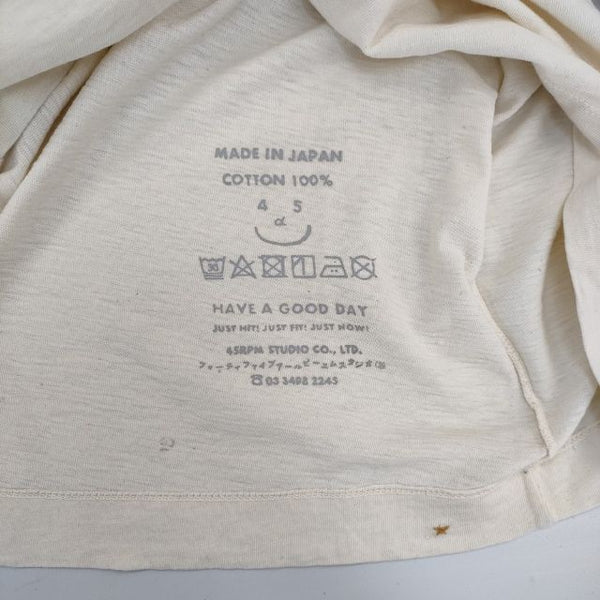 MADE IN JAPAN
COTTON 100%
4 5
d
30
HAVE A GOOD DAY
JUST HIT! JUST FIT! JUST NOW!
45RPM STUDIO CO., LTD.
フォーティファイブアールピーエムスタジオ㈱
☎03 3498 2245